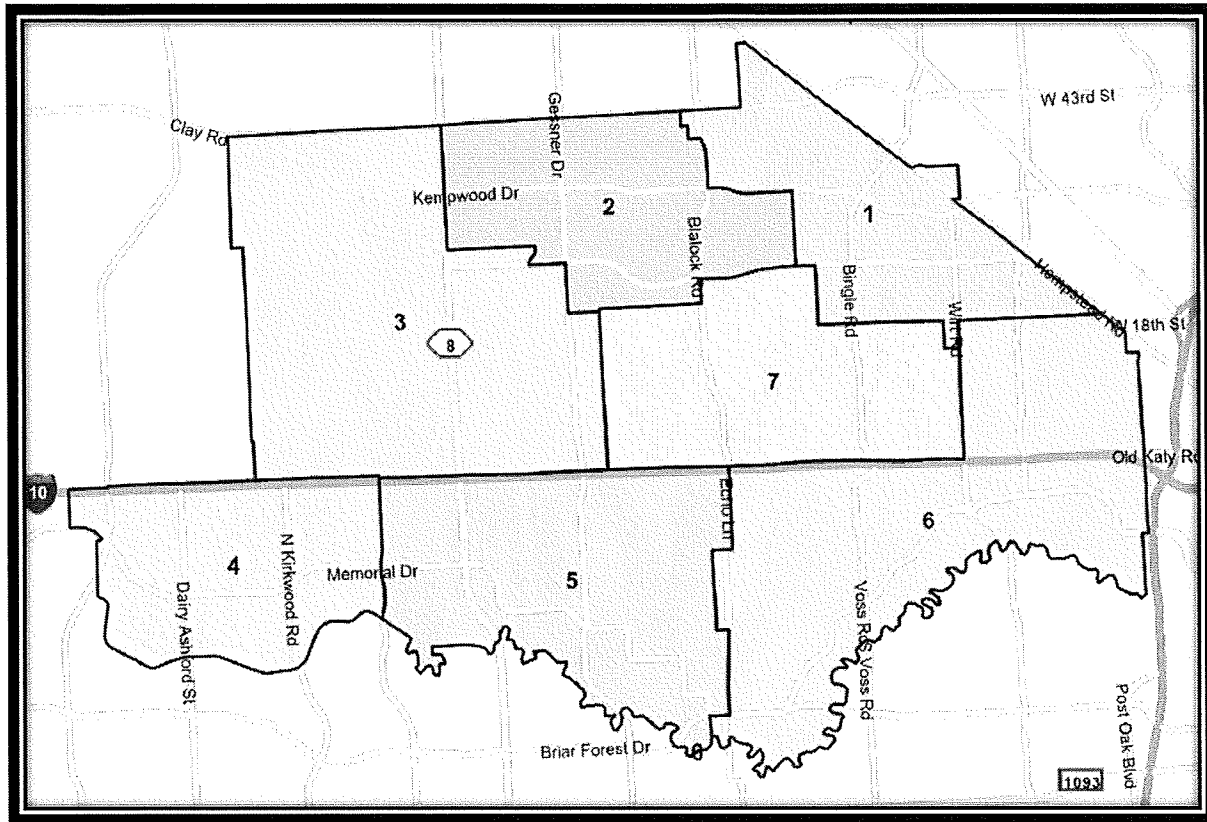 W 43rd St
Clay Rd
Gessner Dr
Kempwood Dr
2
1
Blalock Rd
Bingle Rd
Hempstead Hw
W 18th St
Witt Rd
3
8
7
Old Katy Rd
10
Echo Ln
6
4
N Kirkwood Rd
Memorial Dr
5
Dairy Ashford St
Voss Rd
S Voss Rd
Post Oak Blvd
Briar Forest Dr
1093